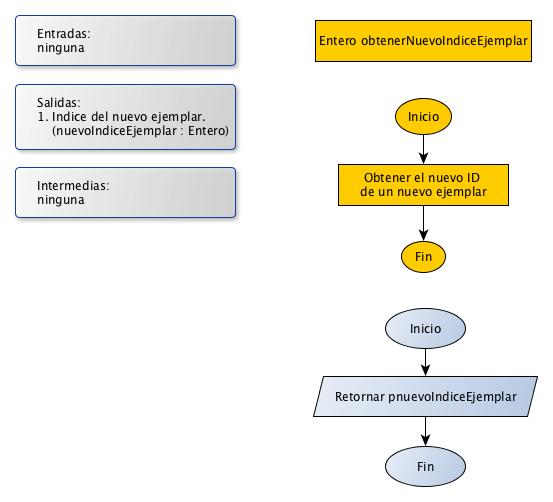 Entradas:
ninguna
Salidas:
1. Indice del nuevo ejemplar.
(nuevoIndiceEjemplar : Entero)
Intermedias:
ninguna
Entero obtenerNuevoIndiceEjemplar
Inicio
Obtener el nuevo ID
de un nuevo ejemplar
Fin
Inicio
Retornar pnuevoIndiceEjemplar
Fin